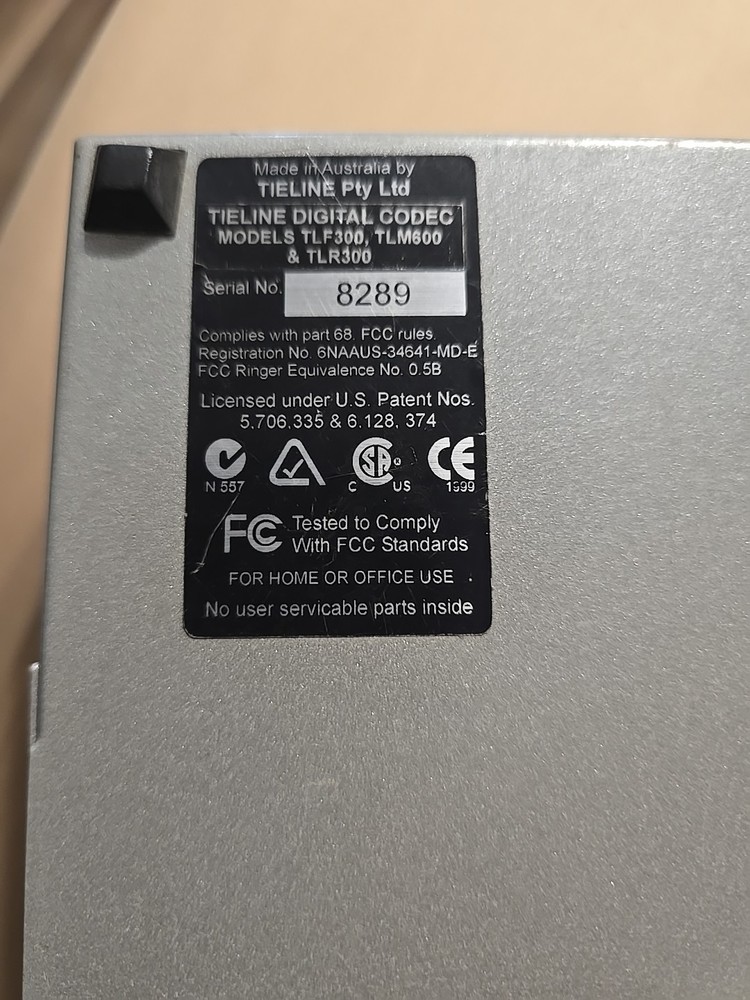 Made in Australia by
TIELINE Pty Ltd
TIELINE DIGITAL CODEC
MODELS TLF300, TLM600
& TLR300
Serial No. 8289
Complies with part 68. FCC rules.
Registration No. 6NAAUS-34641-MD-E
FCC Ringer Equivalence No. 0.5B
Licensed under U.S. Patent Nos.
5,706,335 & 6,128, 374
SA CE
N 557 C US 1999
FC Tested to Comply
With FCC Standards
FOR HOME OR OFFICE USE
No user servicable parts inside